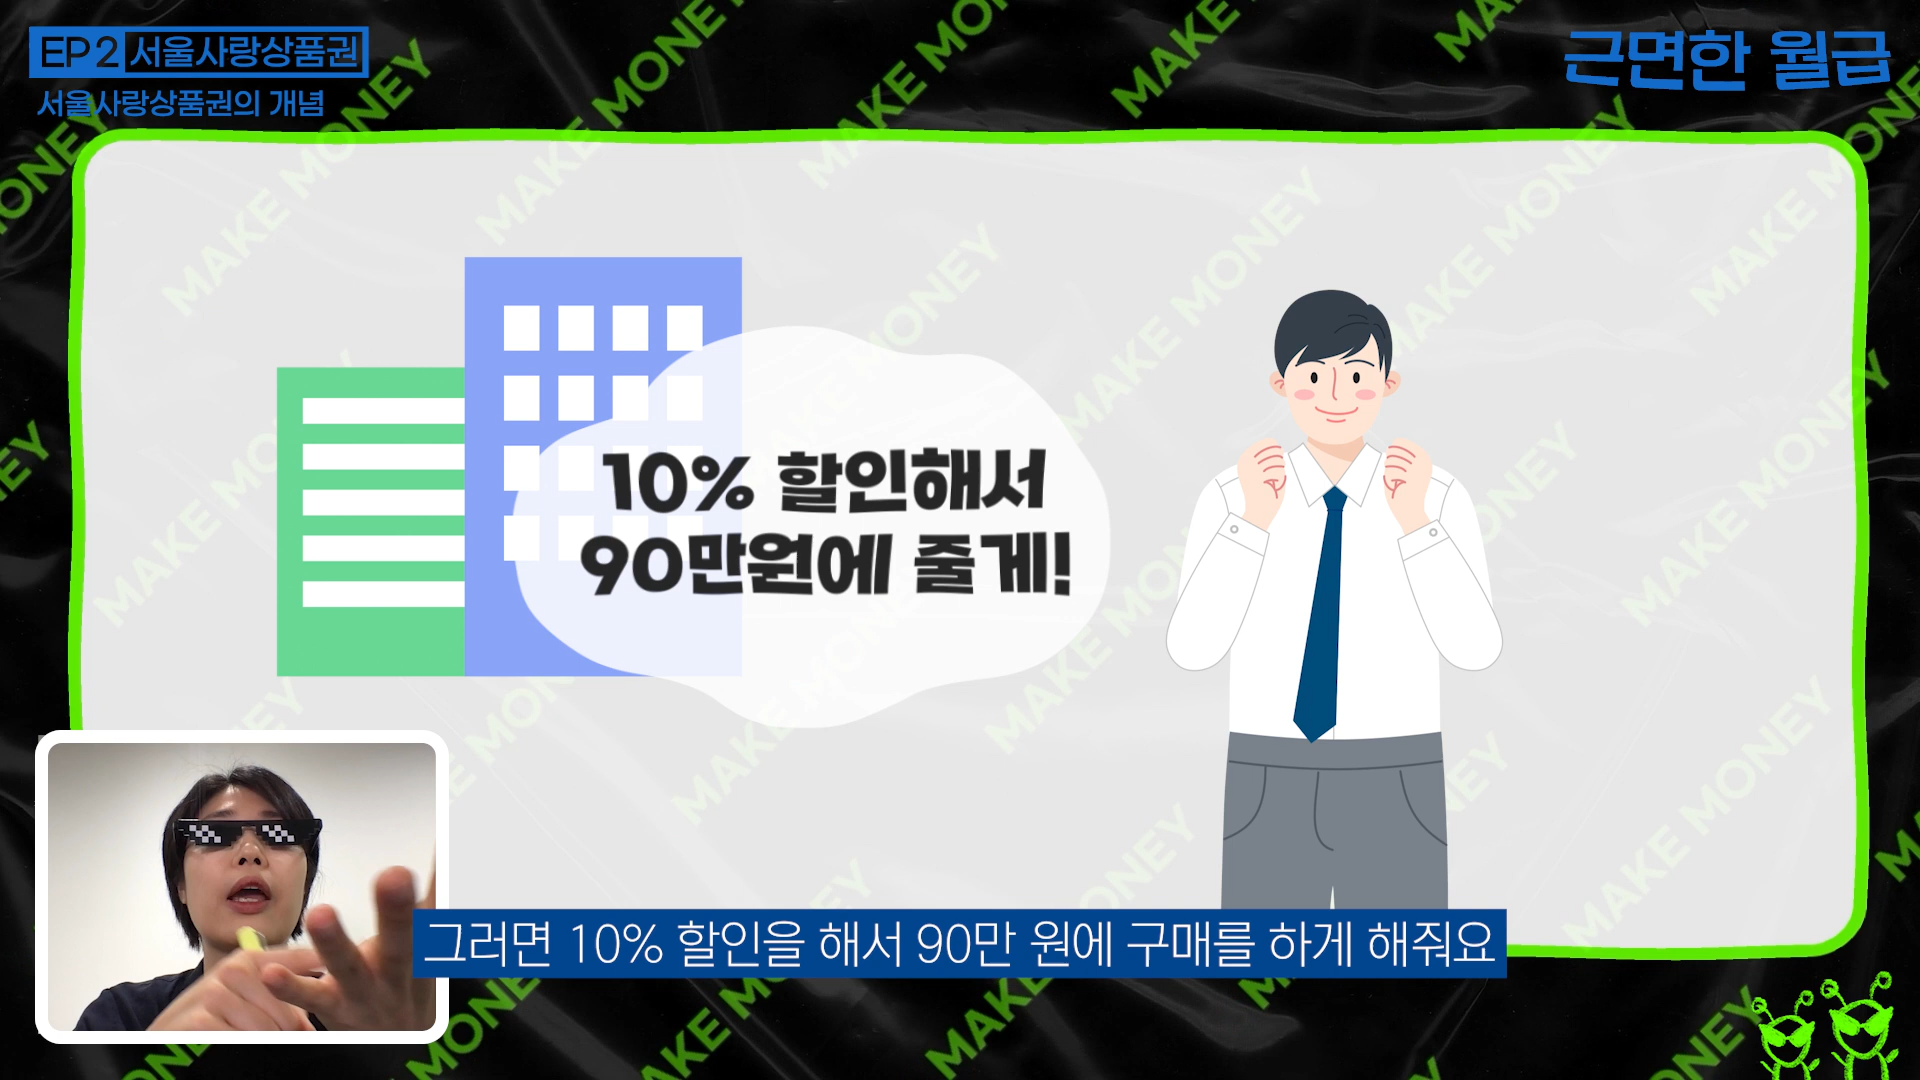 EP 2 서울사랑상품권
서울사랑상품권의 개념
근면한 월급
10% 할인해서
90만원에 줄게!
그러면 10% 할인을 해서 90만 원에 구매를 하게 해줘요
MAKE MONEY